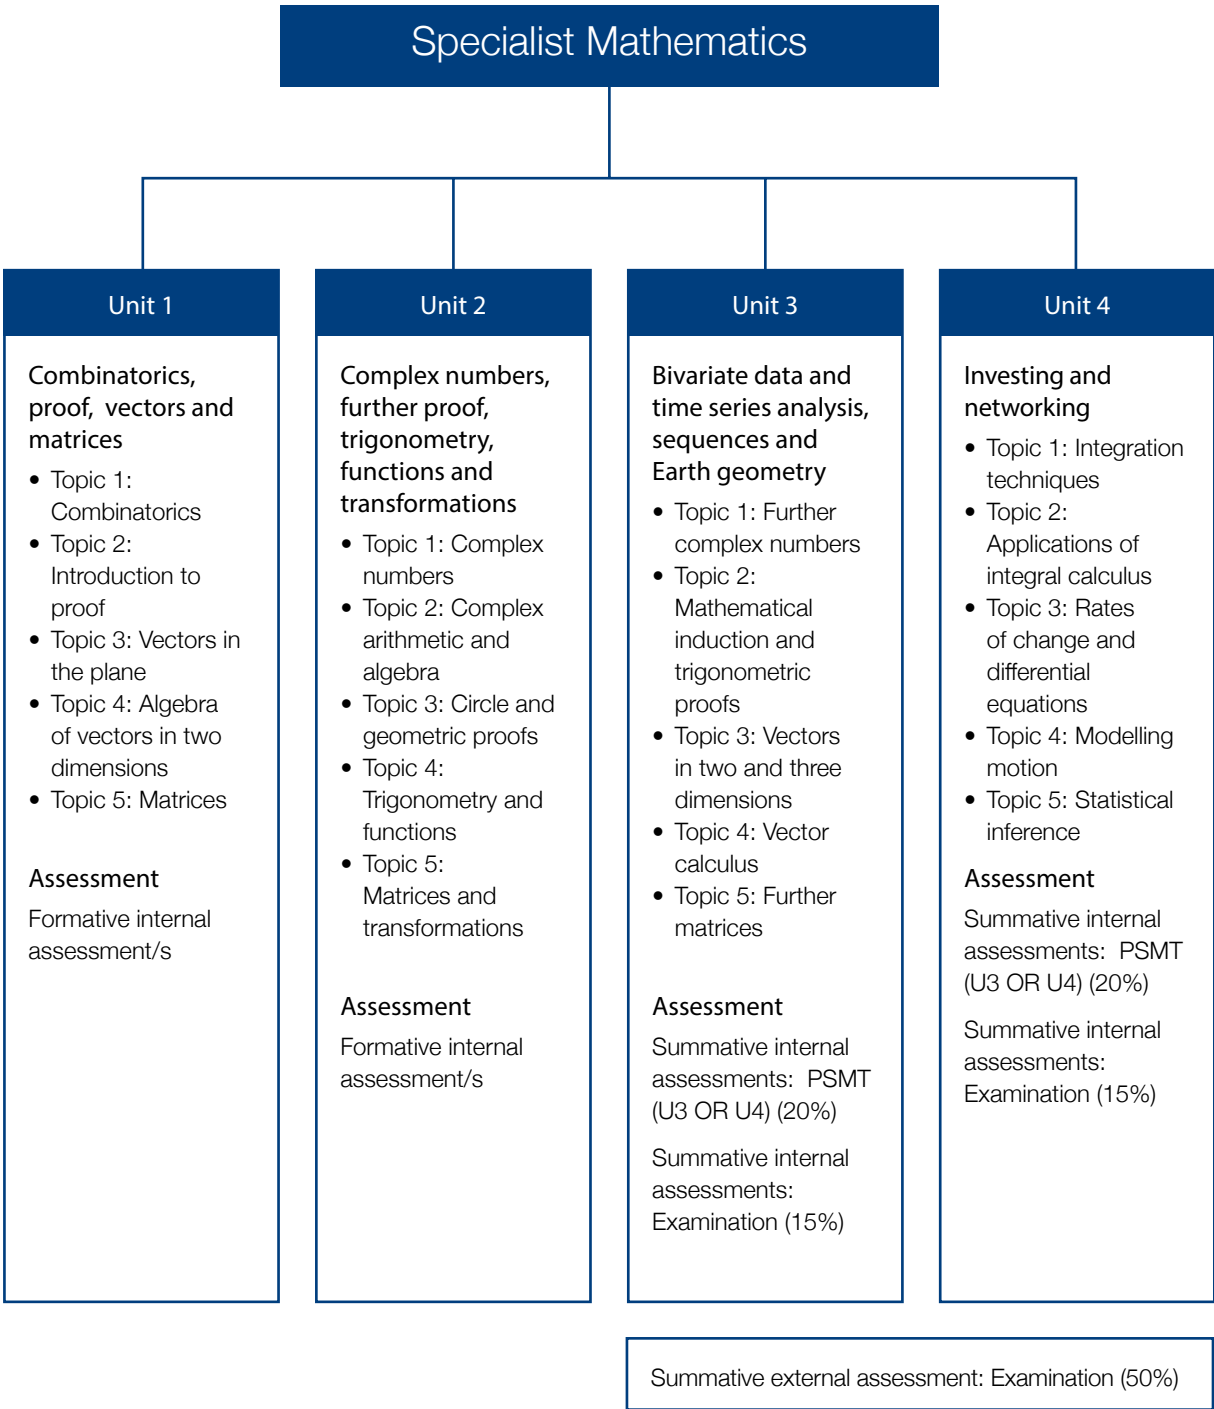 Specialist Mathematics
Unit 1
Combinatorics,
proof,  vectors and
matrices
• Topic 1:
Combinatorics
• Topic 2:
Introduction to
proof
• Topic 3: Vectors in
the plane
• Topic 4: Algebra
of vectors in two
dimensions
• Topic 5: Matrices
Assessment
Formative internal
assessment/s
Unit 2
Complex numbers,
further proof,
trigonometry,
functions and
transformations
• Topic 1: Complex
numbers
• Topic 2: Complex
arithmetic and
algebra
• Topic 3: Circle and
geometric proofs
• Topic 4:
Trigonometry and
functions
• Topic 5:
Matrices and
transformations
Assessment
Formative internal
assessment/s
Unit 3
Bivariate data and
time series analysis,
sequences and
Earth geometry
• Topic 1: Further
complex numbers
• Topic 2:
Mathematical
induction and
trigonometric
proofs
• Topic 3: Vectors
in two and three
dimensions
• Topic 4: Vector
calculus
• Topic 5: Further
matrices
Assessment
Summative internal
assessments:  PSMT
(U3 OR U4) (20%)
Summative internal
assessments:
Examination (15%)
Unit 4
Investing and
networking
• Topic 1: Integration
techniques
• Topic 2:
Applications of
integral calculus
• Topic 3: Rates
of change and
differential
equations
• Topic 4: Modelling
motion
• Topic 5: Statistical
inference
Assessment
Summative internal
assessments:  PSMT
(U3 OR U4) (20%)
Summative internal
assessments:
Examination (15%)
Summative external assessment: Examination (50%)